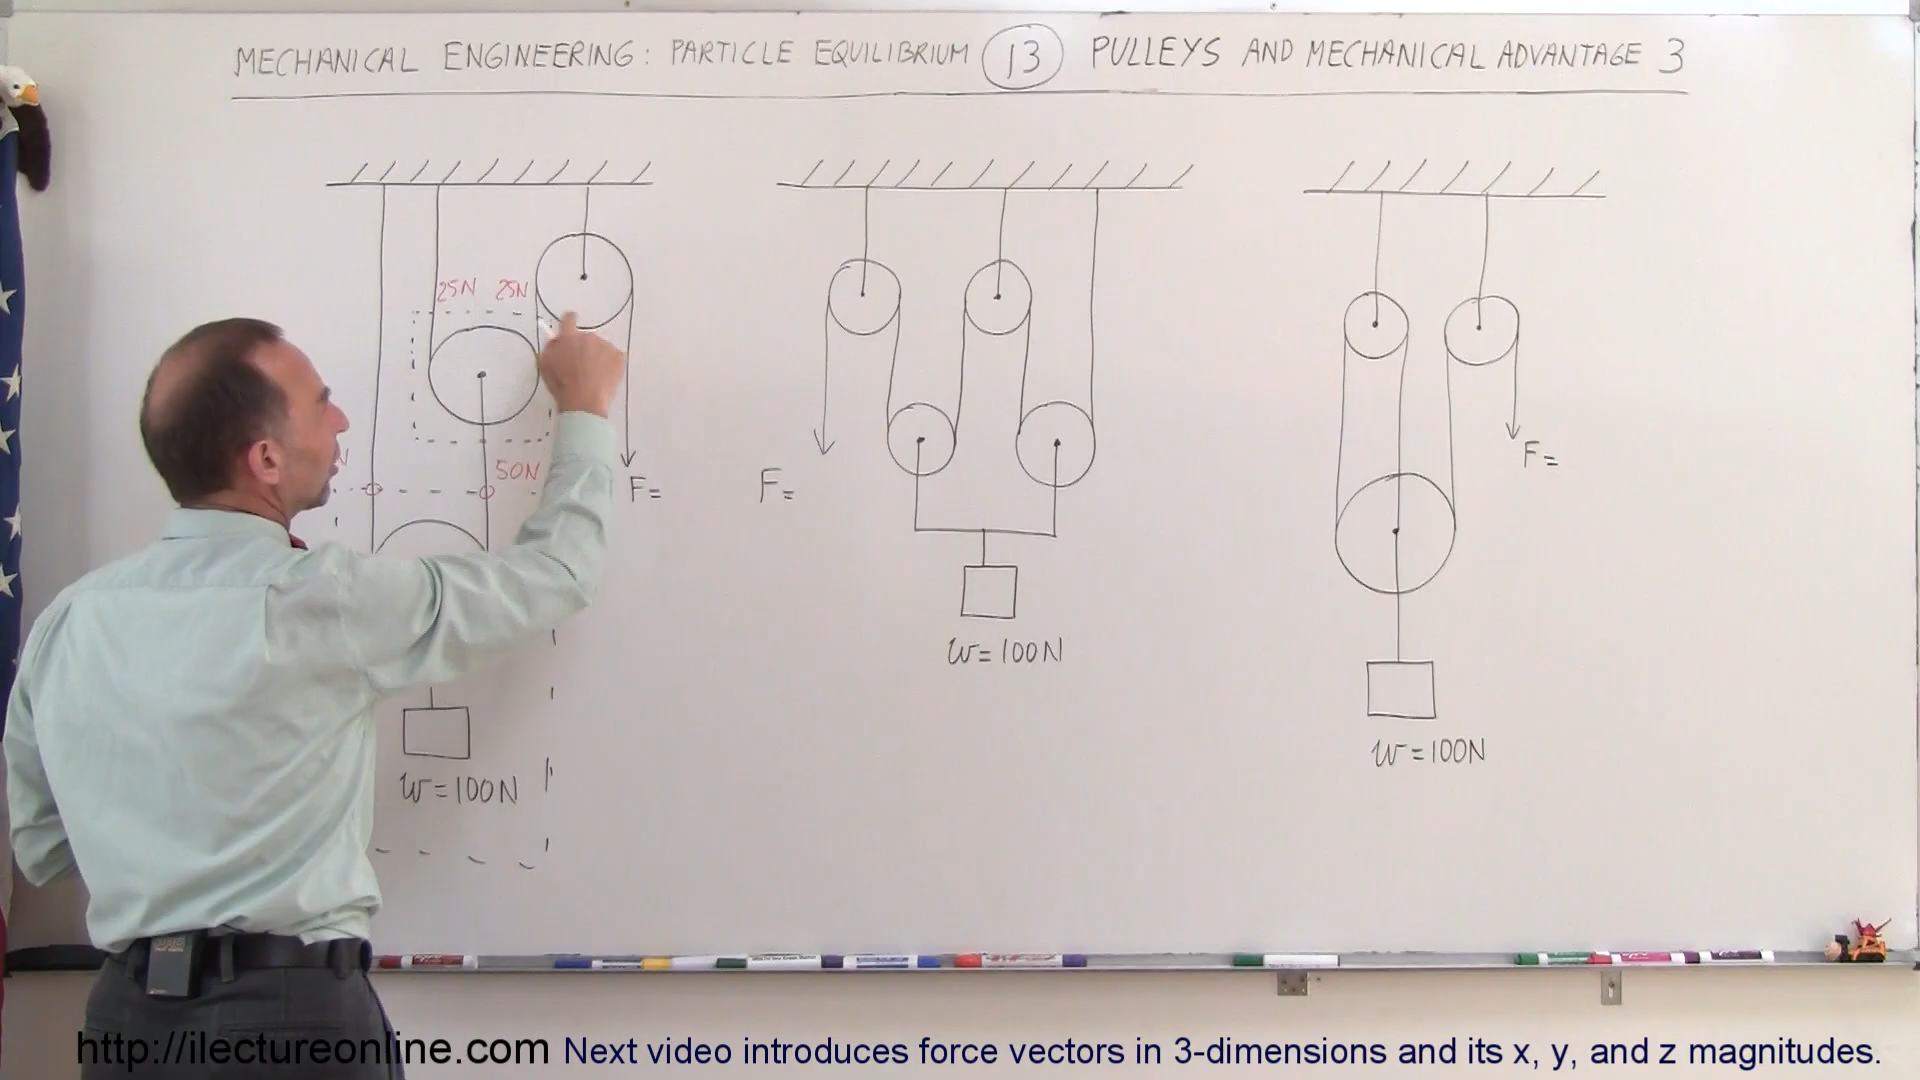 MECHANICAL ENGINEERING: PARTICLE EQUILIBRIUM 13 PULLEYS AND MECHANICAL ADVANTAGE 3
25N 25N
50N
F=
W=100N
F=
W=100N
F=
W=100N
http://ilectureonline.com Next video introduces force vectors in 3-dimensions and its x, y, and z magnitudes.